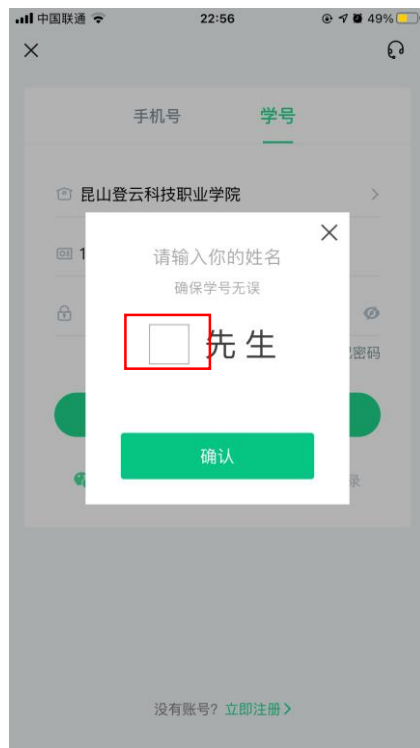 中国联通
22:56
49%
手机号
学号
昆山登云科技职业学院
1
请输入你的姓名
确保学号无误
先生
密码
确认
录
没有账号？立即注册